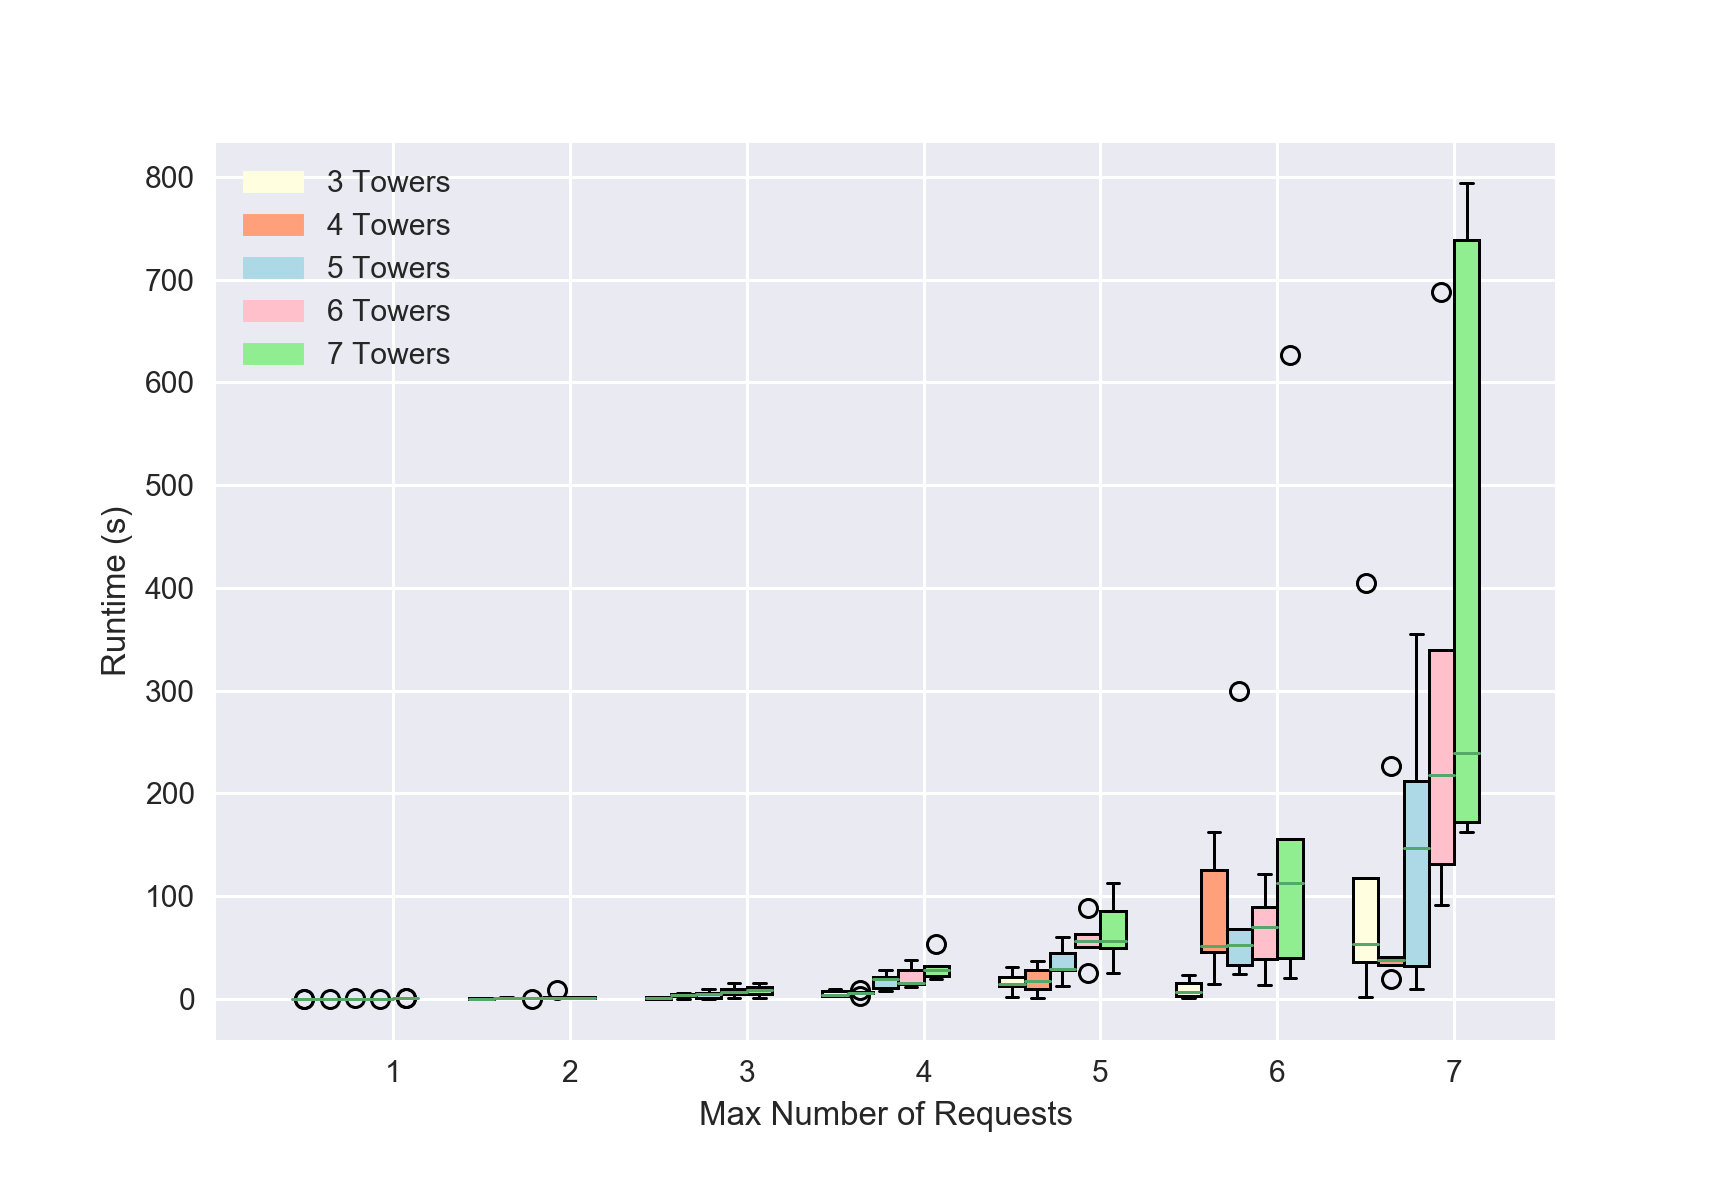 3 Towers
4 Towers
5 Towers
6 Towers
7 Towers
800
700
600
500
400
300
200
100
0
Runtime (s)
1 2 3 4 5 6 7
Max Number of Requests